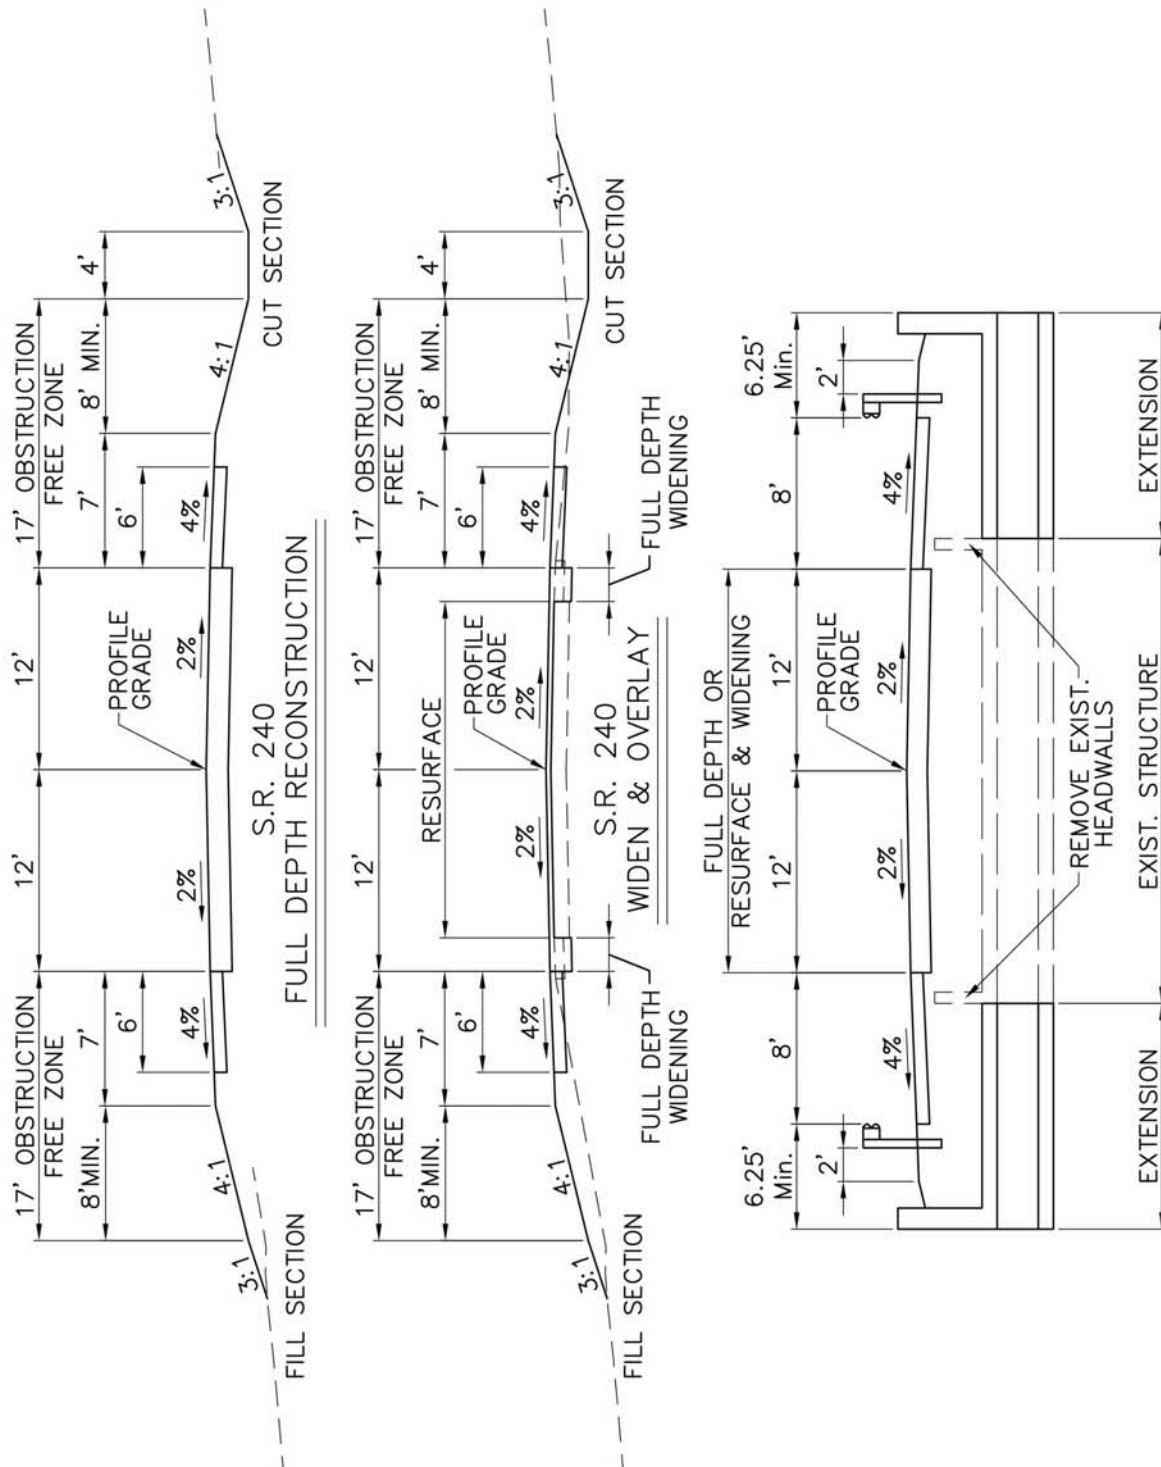 17' OBSTRUCTION
FREE ZONE
12'
12'
17' OBSTRUCTION
FREE ZONE
8'MIN.
7'
7'
8' MIN.
4'
6'
6'
PROFILE
GRADE
3:1
4:1
4%
2%
2%
4%
4:1
3:1
FILL SECTION
S.R. 240
FULL DEPTH RECONSTRUCTION
CUT SECTION
17' OBSTRUCTION
FREE ZONE
12'
12'
17' OBSTRUCTION
FREE ZONE
8'MIN.
7'
RESURFACE
7'
8' MIN.
4'
6'
6'
PROFILE
GRADE
3:1
4:1
4%
2%
2%
4%
4:1
3:1
FILL SECTION
FULL DEPTH
WIDENING
S.R. 240
WIDEN & OVERLAY
FULL DEPTH
WIDENING
CUT SECTION
FULL DEPTH OR
RESURFACE & WIDENING
6.25'
Min.
8'
12'
12'
8'
6.25'
Min.
2'
2'
PROFILE
GRADE
4%
2%
2%
4%
REMOVE EXIST.
HEADWALLS
EXTENSION
EXIST. STRUCTURE
EXTENSION